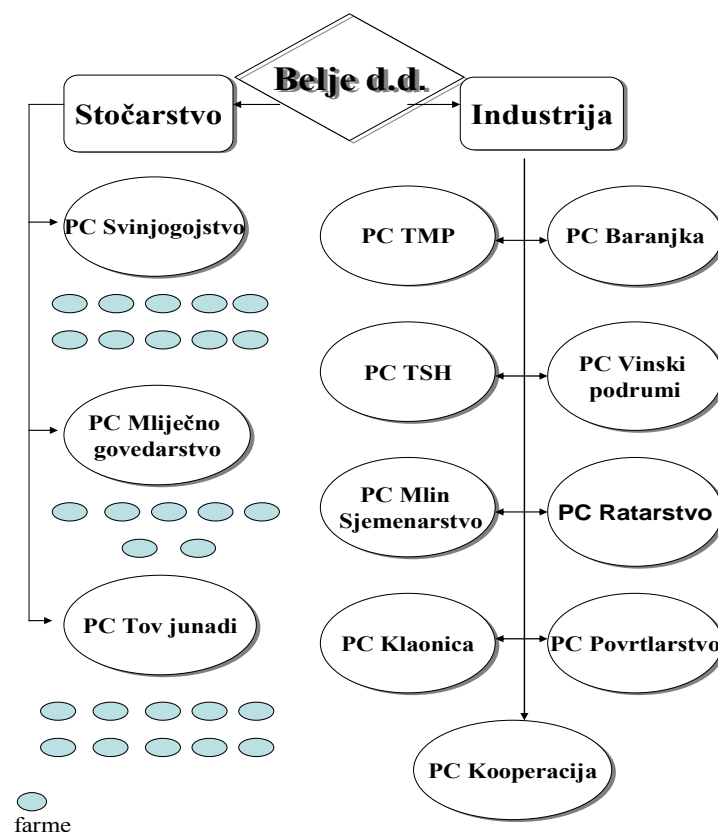 Belje d.d.
Stočarstvo
Industrija
PC Svinjogojstvo
PC Mliječno
govedarstvo
PC Tov junadi
PC TMP
PC Baranjka
PC TSH
PC Vinski
podrumi
PC Mlin
Sjemenarstvo
PC Ratarstvo
PC Klaonica
PC Povrtlarstvo
PC Kooperacija
farme